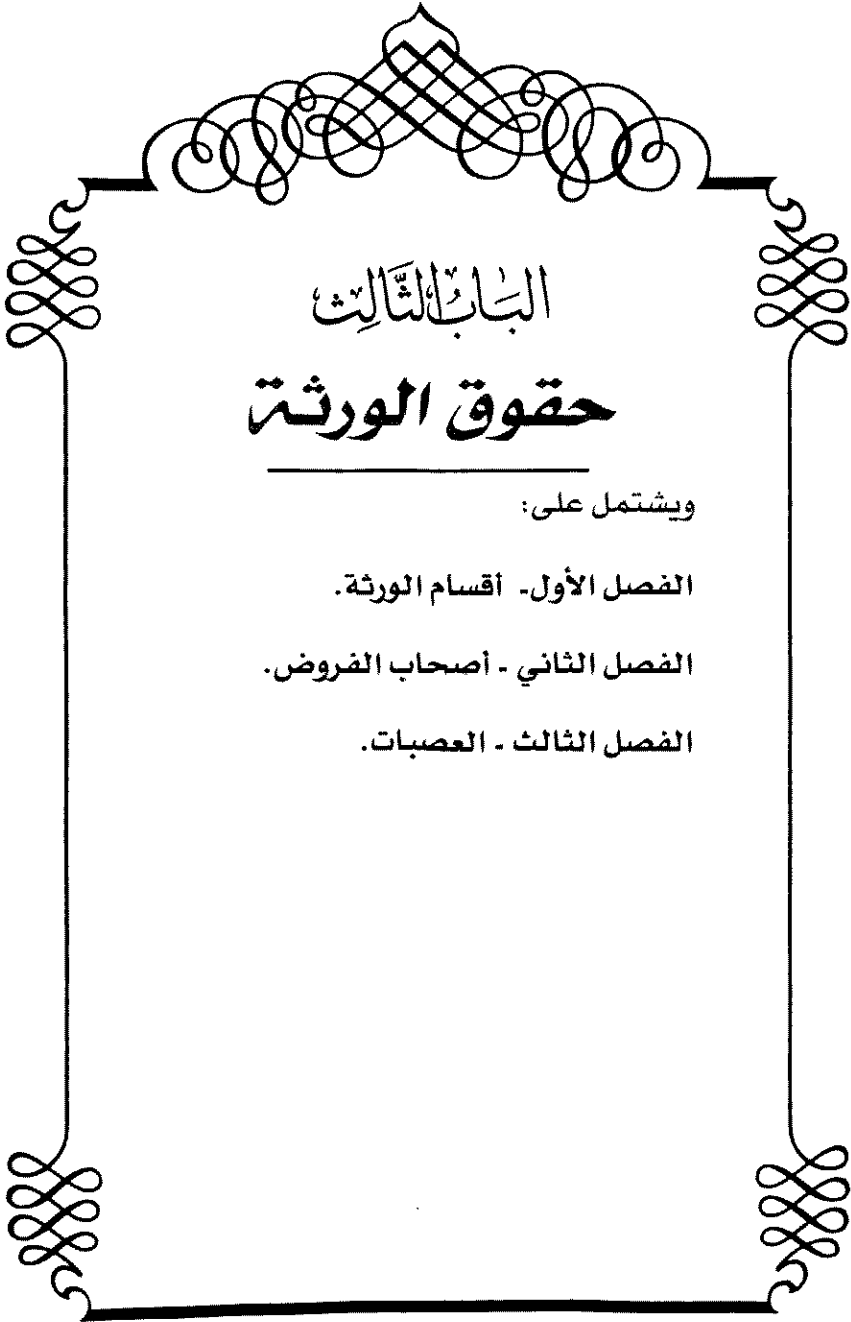 البَابُ الثَّالِث
حقوق الورثة
ويشتمل على:
الفصل الأول- أقسام الورثة.
الفصل الثاني - أصحاب الفروض.
الفصل الثالث - العصبات.